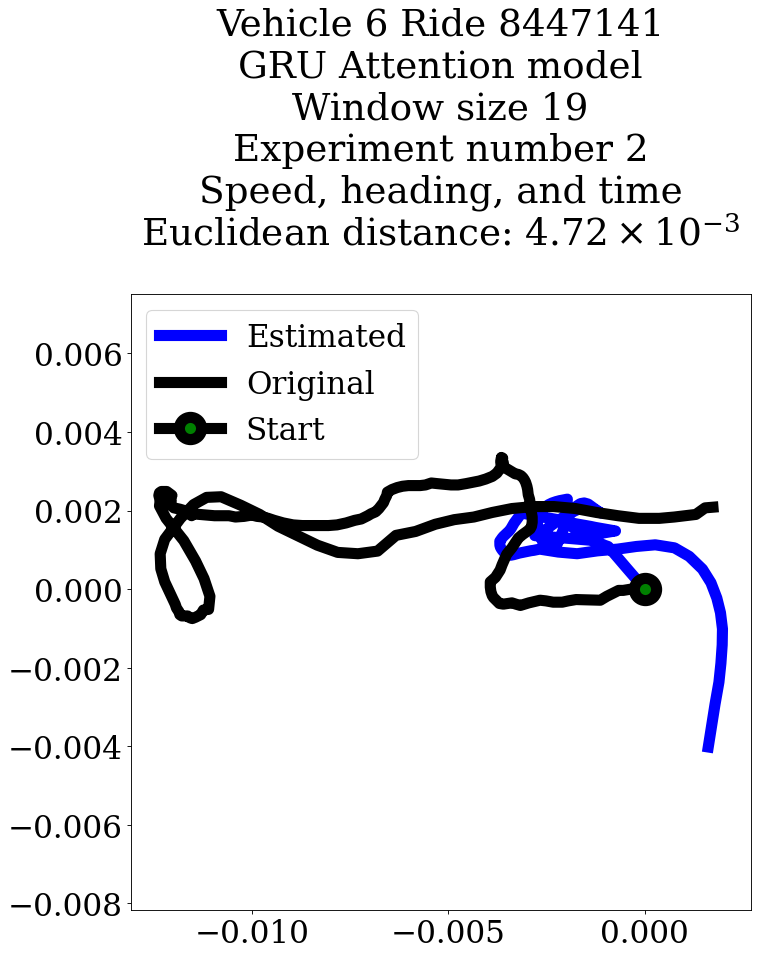 Vehicle 6 Ride 8447141
GRU Attention model
Window size 19
Experiment number 2
Speed, heading, and time
Euclidean distance: 4.72 × 10⁻³
Estimated
Original
Start
0.006
0.004
0.002
0.000
−0.002
−0.004
−0.006
−0.008
−0.010 −0.005 0.000